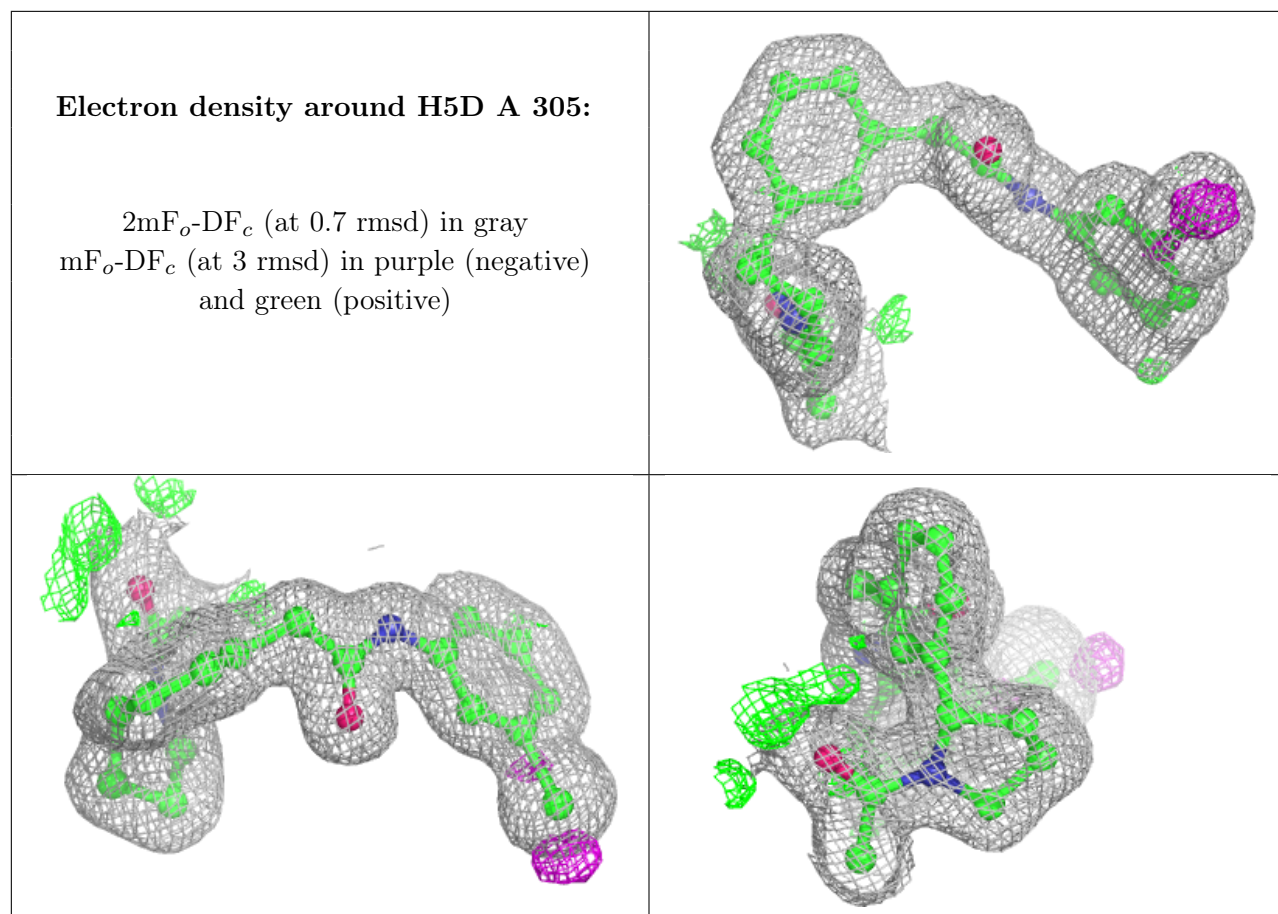 Electron density around H5D A 305:
2mFo-DFc (at 0.7 rmsd) in gray
mFo-DFc (at 3 rmsd) in purple (negative)
and green (positive)